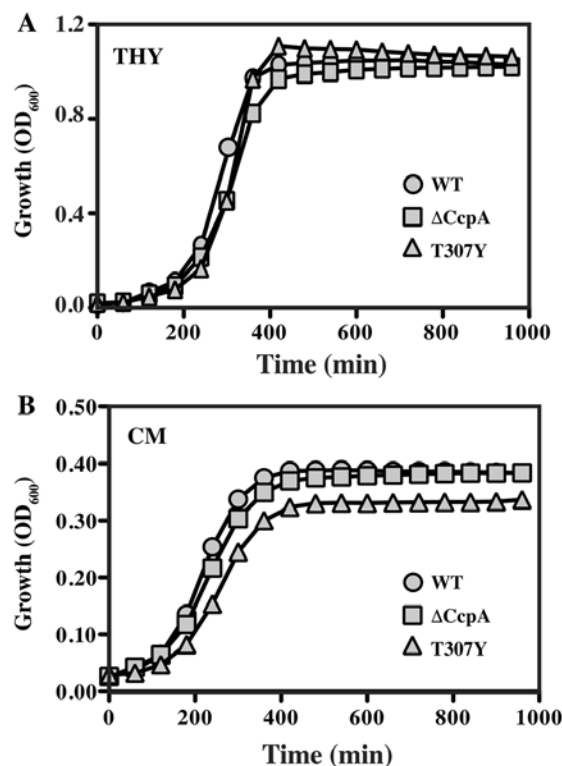 A
THY
1.2
0.8
0.4
0.0
Growth (OD600)
WT
ΔCcpA
T307Y
0 200 400 600 800 1000
Time (min)
B
CM
0.50
0.40
0.30
0.20
0.10
0.00
Growth (OD600)
WT
ΔCcpA
T307Y
0 200 400 600 800 1000
Time (min)